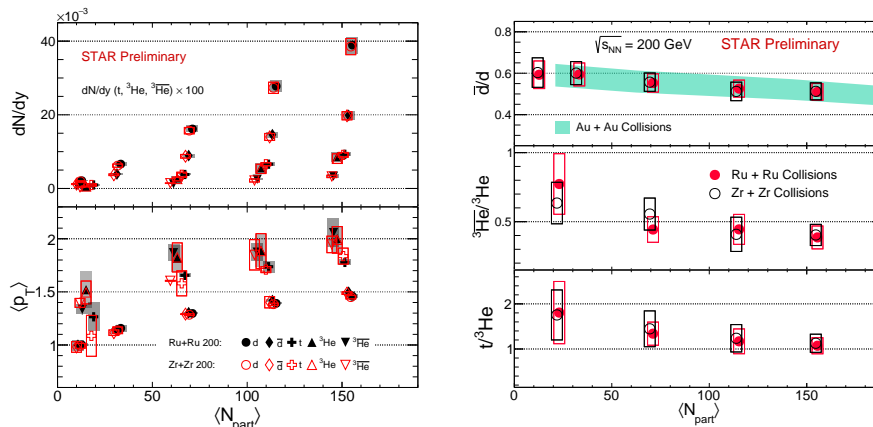 ×10⁻³
40
STAR Preliminary
dN/dy (t, ³He, ³H̅e̅) × 100
dN/dy
20
0
2
1.5
1
⟨p_T⟩
Ru+Ru 200: d d̅ t ³He ³H̅e̅
Zr+Zr 200: d d̅ t ³He ³H̅e̅
0 50 100 150
⟨N_part⟩
√s_NN = 200 GeV STAR Preliminary
0.8
0.6
0.4
d̅/d
Au + Au Collisions
1
0.5
³H̅e̅/³He
Ru + Ru Collisions
Zr + Zr Collisions
2
1
t/³He
0 50 100 150
⟨N_part⟩